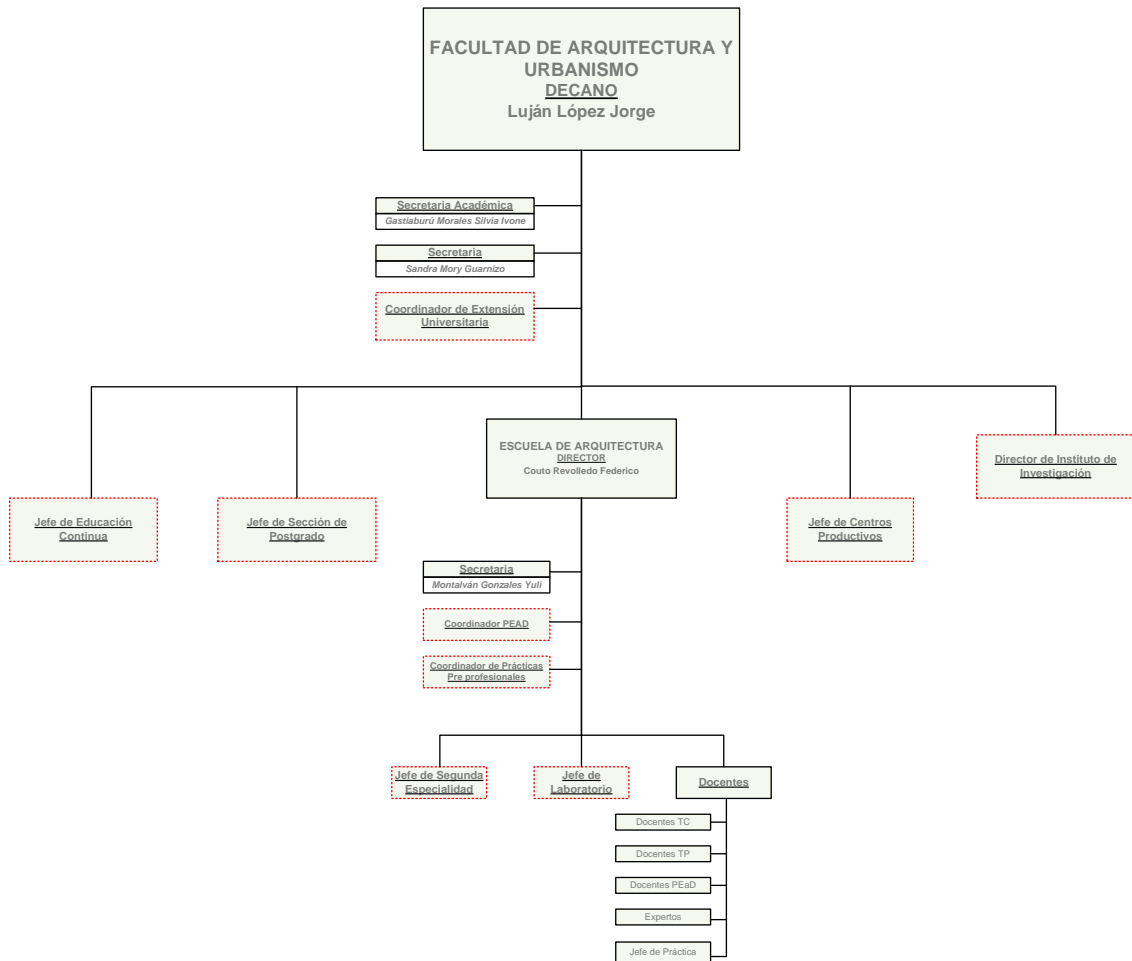 FACULTAD DE ARQUITECTURA Y
URBANISMO
DECANO
Luján López Jorge
Secretaria Académica
Gastiaburú Morales Silvia Ivone
Secretaria
Sandra Mory Guarnizo
Coordinador de Extensión
Universitaria
ESCUELA DE ARQUITECTURA
DIRECTOR
Couto Revolledo Federico
Director de Instituto de
Investigación
Jefe de Educación
Continua
Jefe de Sección de
Postgrado
Jefe de Centros
Productivos
Secretaria
Montalván Gonzales Yuli
Coordinador PEAD
Coordinador de Prácticas
Pre profesionales
Jefe de Segunda
Especialidad
Jefe de
Laboratorio
Docentes
Docentes TC
Docentes TP
Docentes PEaD
Expertos
Jefe de Práctica